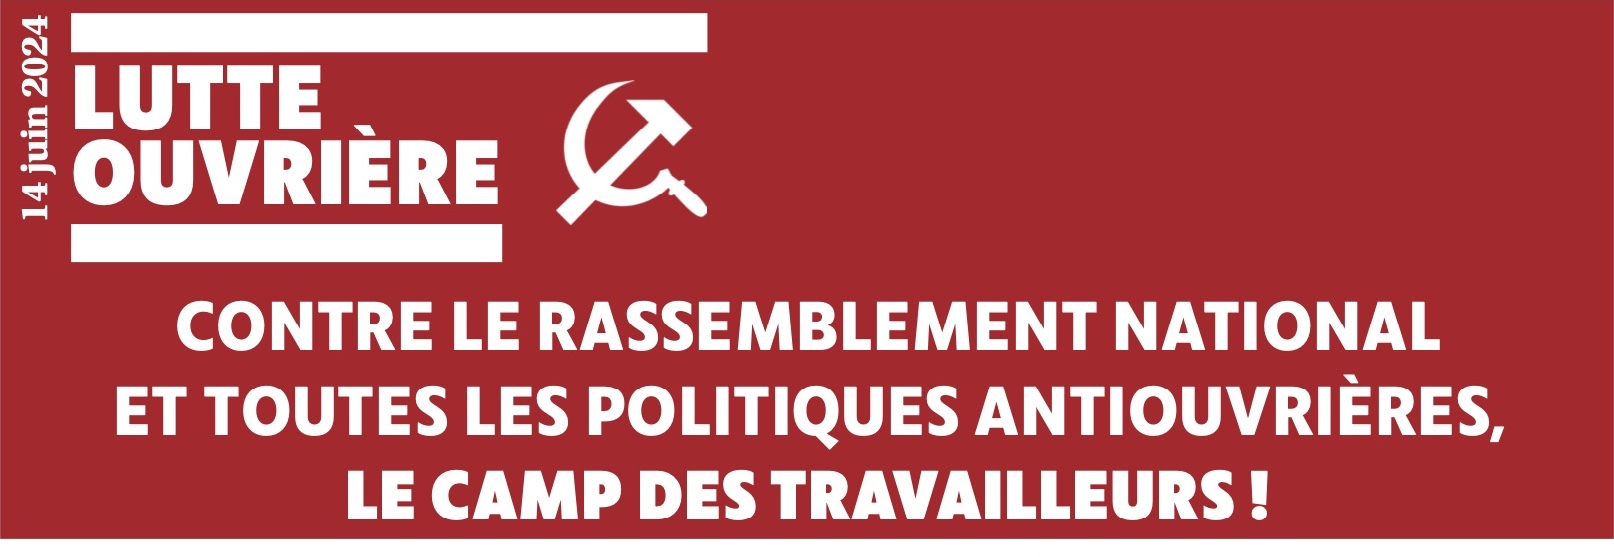 14 juin 2024
LUTTE
OUVRIÈRE
CONTRE LE RASSEMBLEMENT NATIONAL
ET TOUTES LES POLITIQUES ANTIOUVRIÈRES,
LE CAMP DES TRAVAILLEURS !